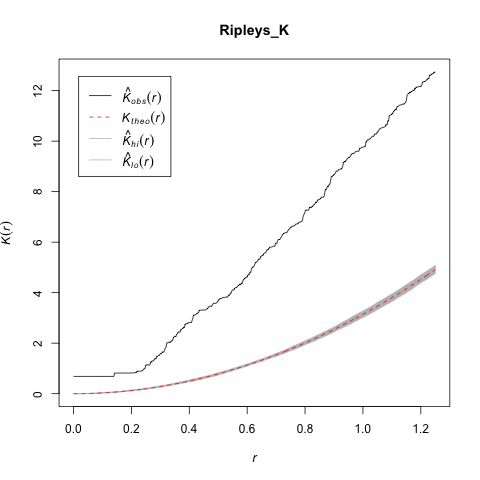 Ripleys_K
K̂obs(r)
Ktheo(r)
K̂hi(r)
K̂lo(r)
K(r)
0 2 4 6 8 10 12
0.0 0.2 0.4 0.6 0.8 1.0 1.2
r